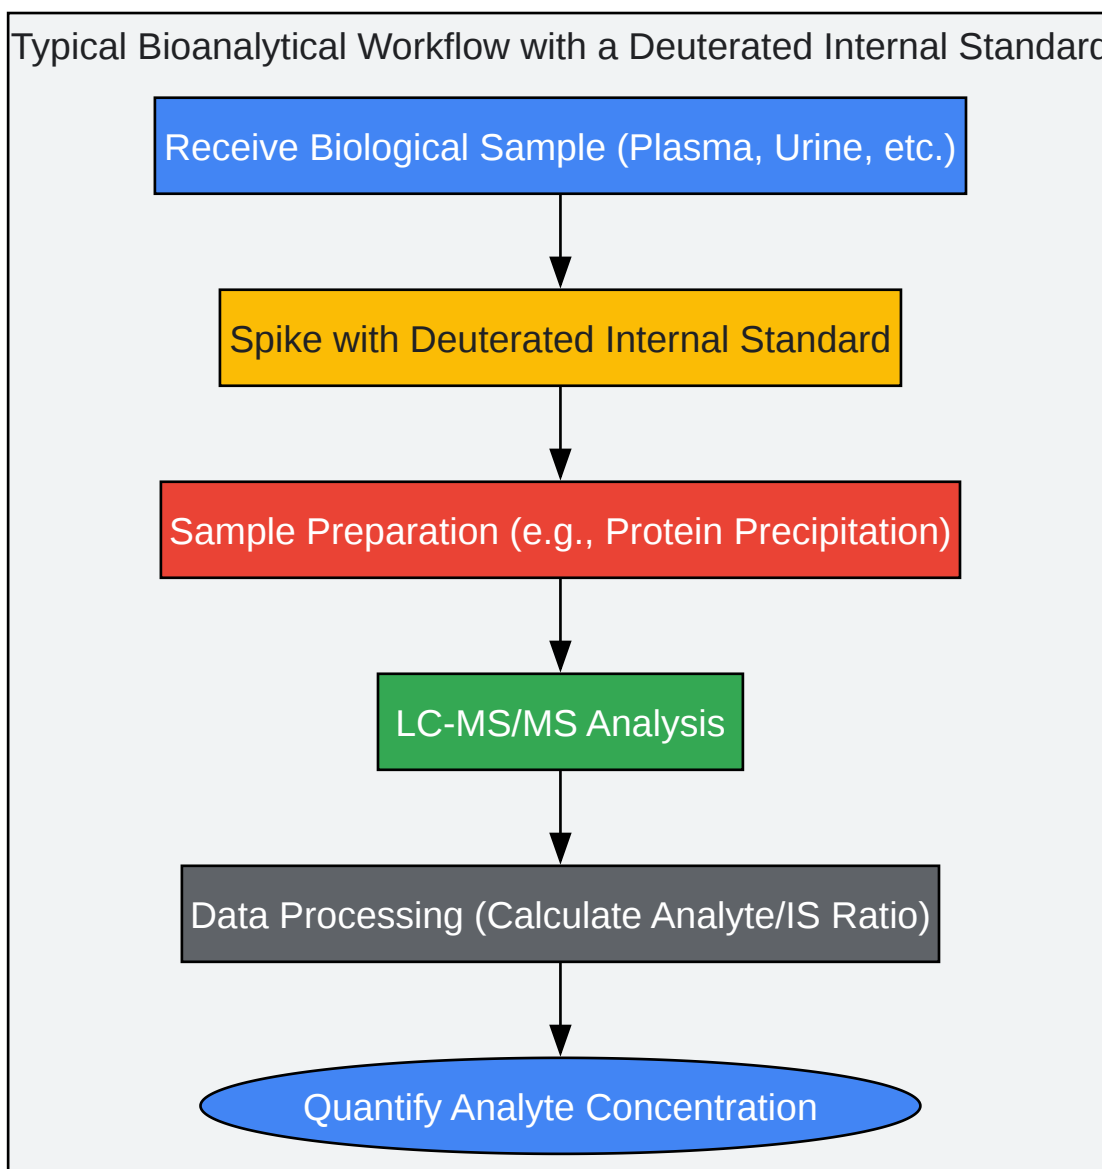 Typical Bioanalytical Workflow with a Deuterated Internal Standard
Receive Biological Sample (Plasma, Urine, etc.)
Spike with Deuterated Internal Standard
Sample Preparation (e.g., Protein Precipitation)
LC-MS/MS Analysis
Data Processing (Calculate Analyte/IS Ratio)
Quantify Analyte Concentration